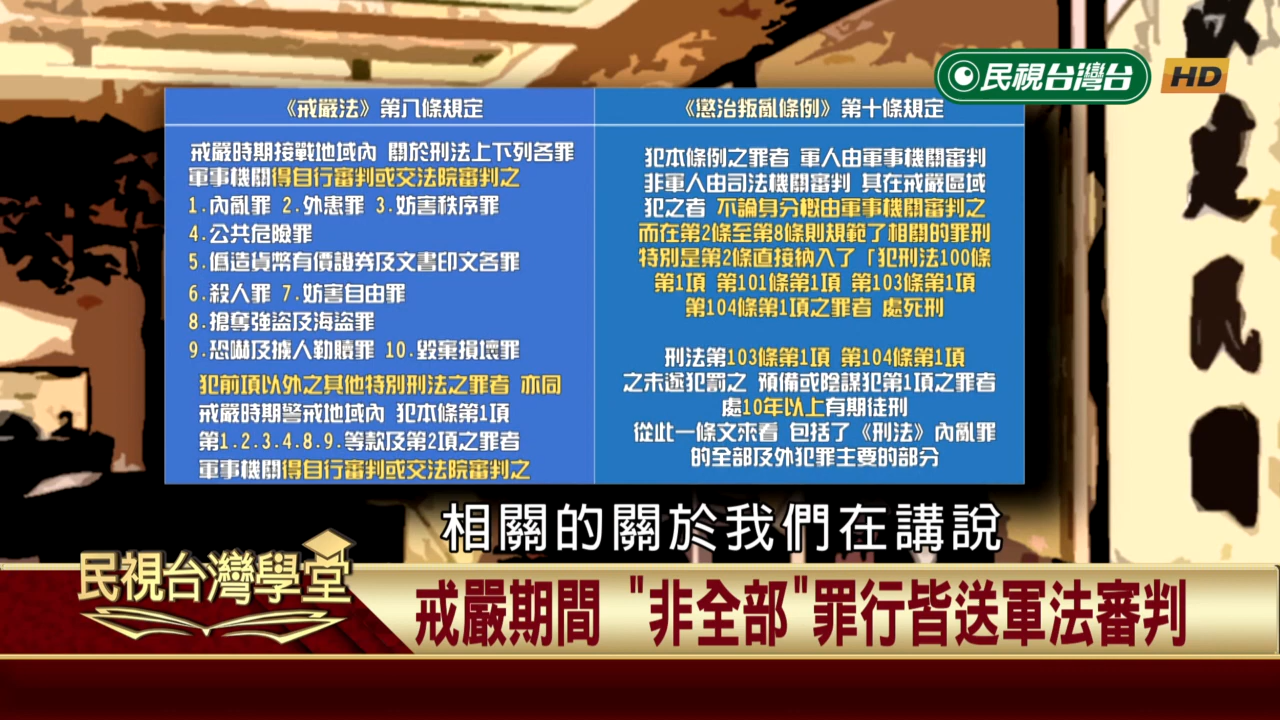 民視台灣台 HD
《戒嚴法》第八條規定
戒嚴時期接戰地域內 關於刑法上下列各罪
軍事機關得自行審判或交法院審判之
1.內亂罪 2.外患罪 3.妨害秩序罪
4.公共危險罪
5.偽造貨幣有價證券及文書印文各罪
6.殺人罪 7.妨害自由罪
8.搶奪強盜及海盜罪
9.恐嚇及擄人勒贖罪 10.毀棄損壞罪
犯前項以外之其他特別刑法之罪者 亦同
戒嚴時期警戒地域內 犯本條第1項
第1.2.3.4.8.9.等款及第2項之罪者
軍事機關得自行審判或交法院審判之
《懲治叛亂條例》第十條規定
犯本條例之罪者 軍人由軍事機關審判
非軍人由司法機關審判 其在戒嚴區域
犯之者 不論身分概由軍事機關審判之
而在第2條至第8條則規範了相關的罪刑
特別是第2條直接納入了「犯刑法100條
第1項 第101條第1項 第103條第1項
第104條第1項之罪者 處死刑
刑法第103條第1項 第104條第1項
之未遂犯罰之 預備或陰謀犯第1項之罪者
處10年以上有期徒刑
從此一條文來看 包括了《刑法》內亂罪
的全部及外犯罪主要的部分
相關的關於我們在講說
民視台灣學堂
戒嚴期間 "非全部"罪行皆送軍法審判